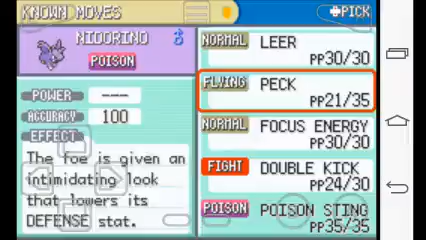 KNOWN MOVES
PICK
NIDORINO ♂
POISON
POWER ---
ACCURACY 100
EFFECT
The foe is given an
intimidating look
that lowers its
DEFENSE stat.
NORMAL LEER
PP30/30
FLYING PECK
PP21/35
NORMAL FOCUS ENERGY
PP30/30
FIGHT DOUBLE KICK
PP24/30
POISON POISON STING
PP35/35